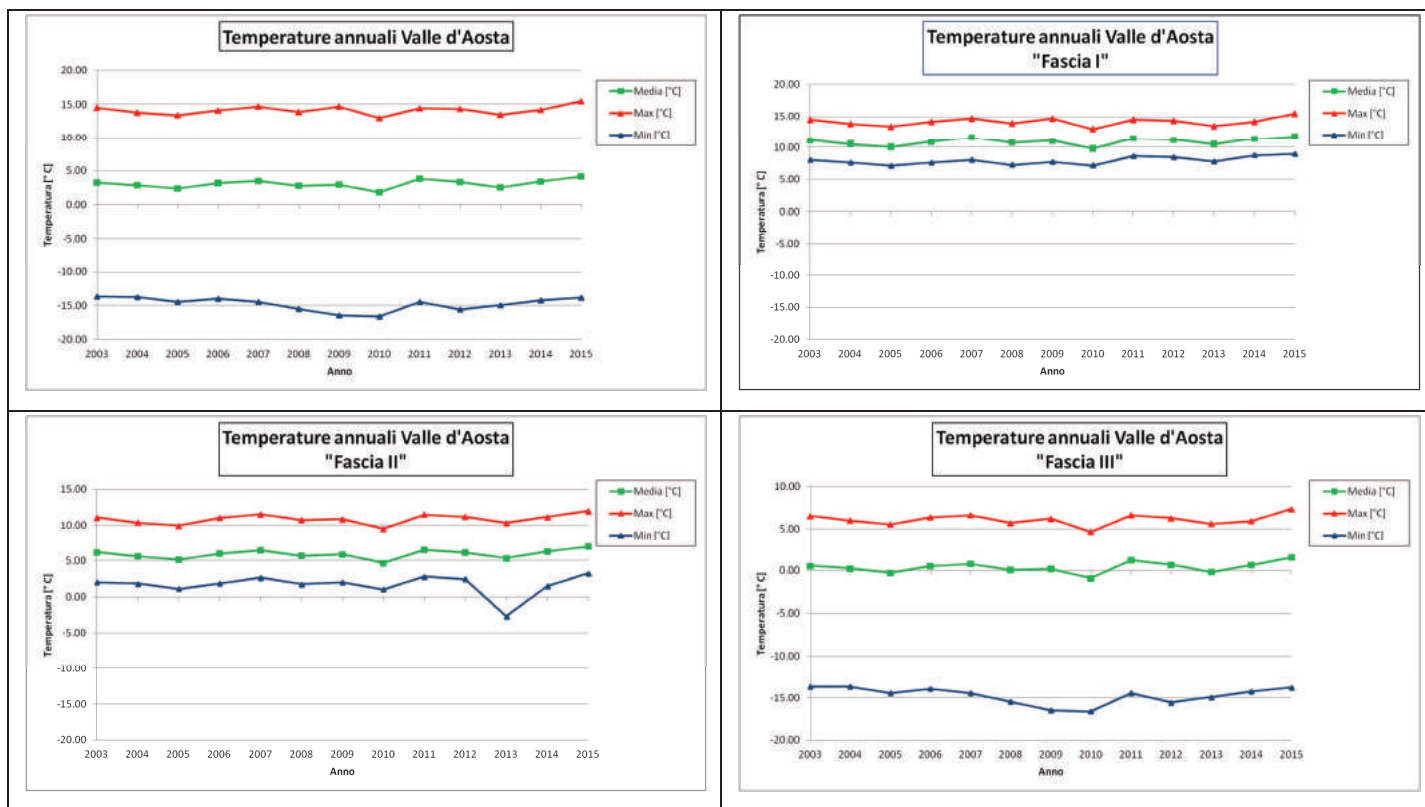 Temperature annuali Valle d'Aosta
20.00
15.00
10.00
5.00
0.00
-5.00
-10.00
-15.00
-20.00
Temperatura [° C]
2003 2004 2005 2006 2007 2008 2009 2010 2011 2012 2013 2014 2015
Anno
Media [°C]
Max [°C]
Min [°C]
Temperature annuali Valle d'Aosta
"Fascia I"
20.00
15.00
10.00
5.00
0.00
-5.00
-10.00
-15.00
-20.00
Temperatura [° C]
2003 2004 2005 2006 2007 2008 2009 2010 2011 2012 2013 2014 2015
Anno
Media [°C]
Max [°C]
Min [°C]
Temperature annuali Valle d'Aosta
"Fascia II"
15.00
10.00
5.00
0.00
-5.00
-10.00
-15.00
-20.00
Temperatura [° C]
2003 2004 2005 2006 2007 2008 2009 2010 2011 2012 2013 2014 2015
Anno
Media [°C]
Max [°C]
Min [°C]
Temperature annuali Valle d'Aosta
"Fascia III"
10.00
5.00
0.00
-5.00
-10.00
-15.00
-20.00
Temperatura [° C]
2003 2004 2005 2006 2007 2008 2009 2010 2011 2012 2013 2014 2015
Anno
Media [°C]
Max [°C]
Min [°C]